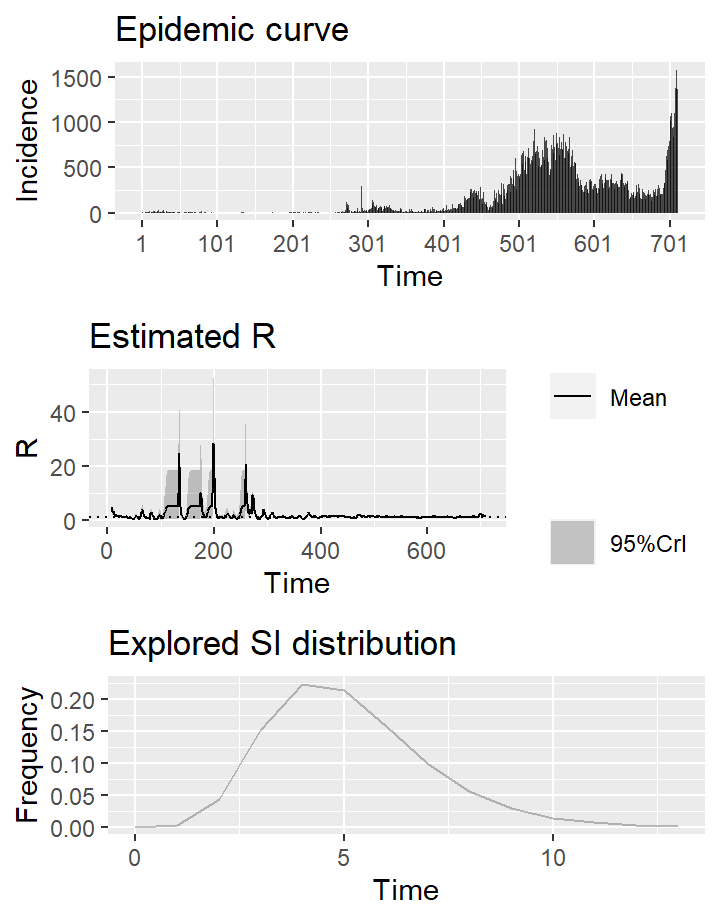 Epidemic curve
1500
1000
500
0
Incidence
1 101 201 301 401 501 601 701
Time
Estimated R
40
20
0
R
0 200 400 600
Time
Mean
95%CrI
Explored SI distribution
0.20
0.15
0.10
0.05
0.00
Frequency
0 5 10
Time